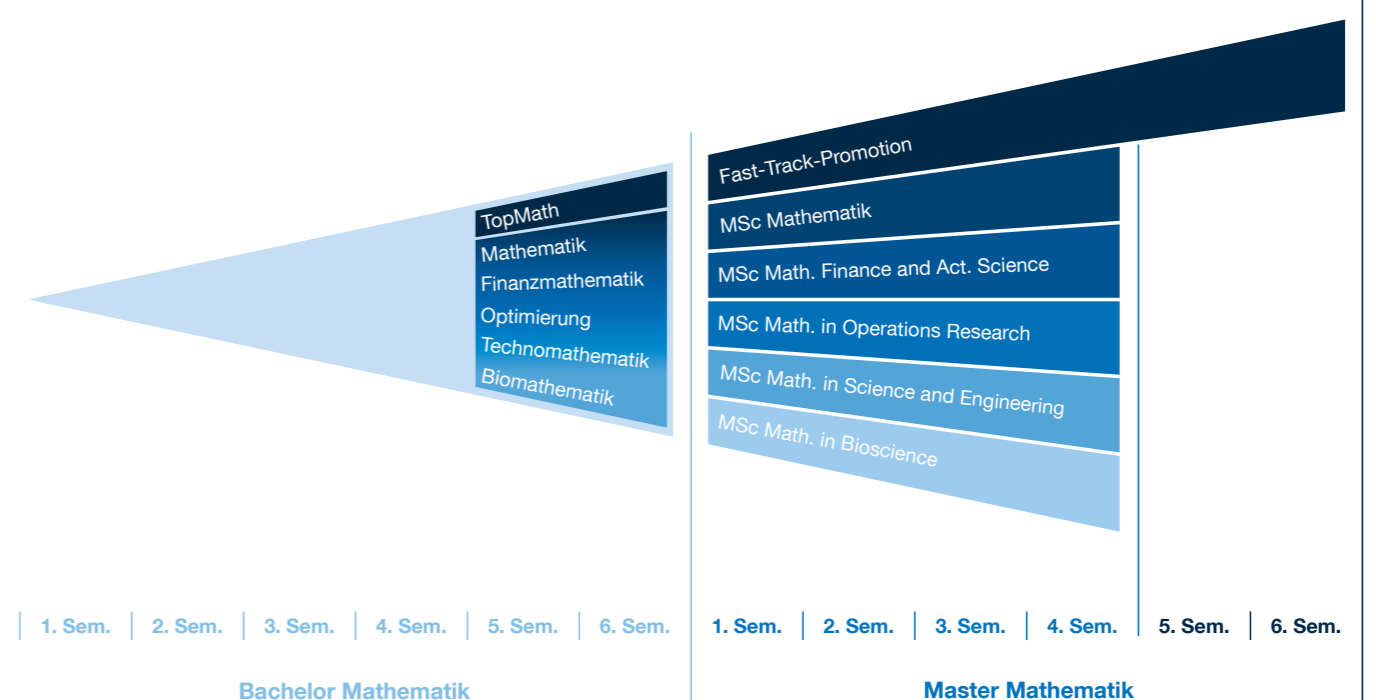 Fast-Track-Promotion
TopMath
MSc Mathematik
Mathematik
MSc Math. Finance and Act. Science
Finanzmathematik
Optimierung
MSc Math. in Operations Research
Technomathematik
MSc Math. in Science and Engineering
Biomathematik
MSc Math. in Bioscience
1. Sem. 2. Sem. 3. Sem. 4. Sem. 5. Sem. 6. Sem. 1. Sem. 2. Sem. 3. Sem. 4. Sem. 5. Sem. 6. Sem.
Bachelor Mathematik Master Mathematik